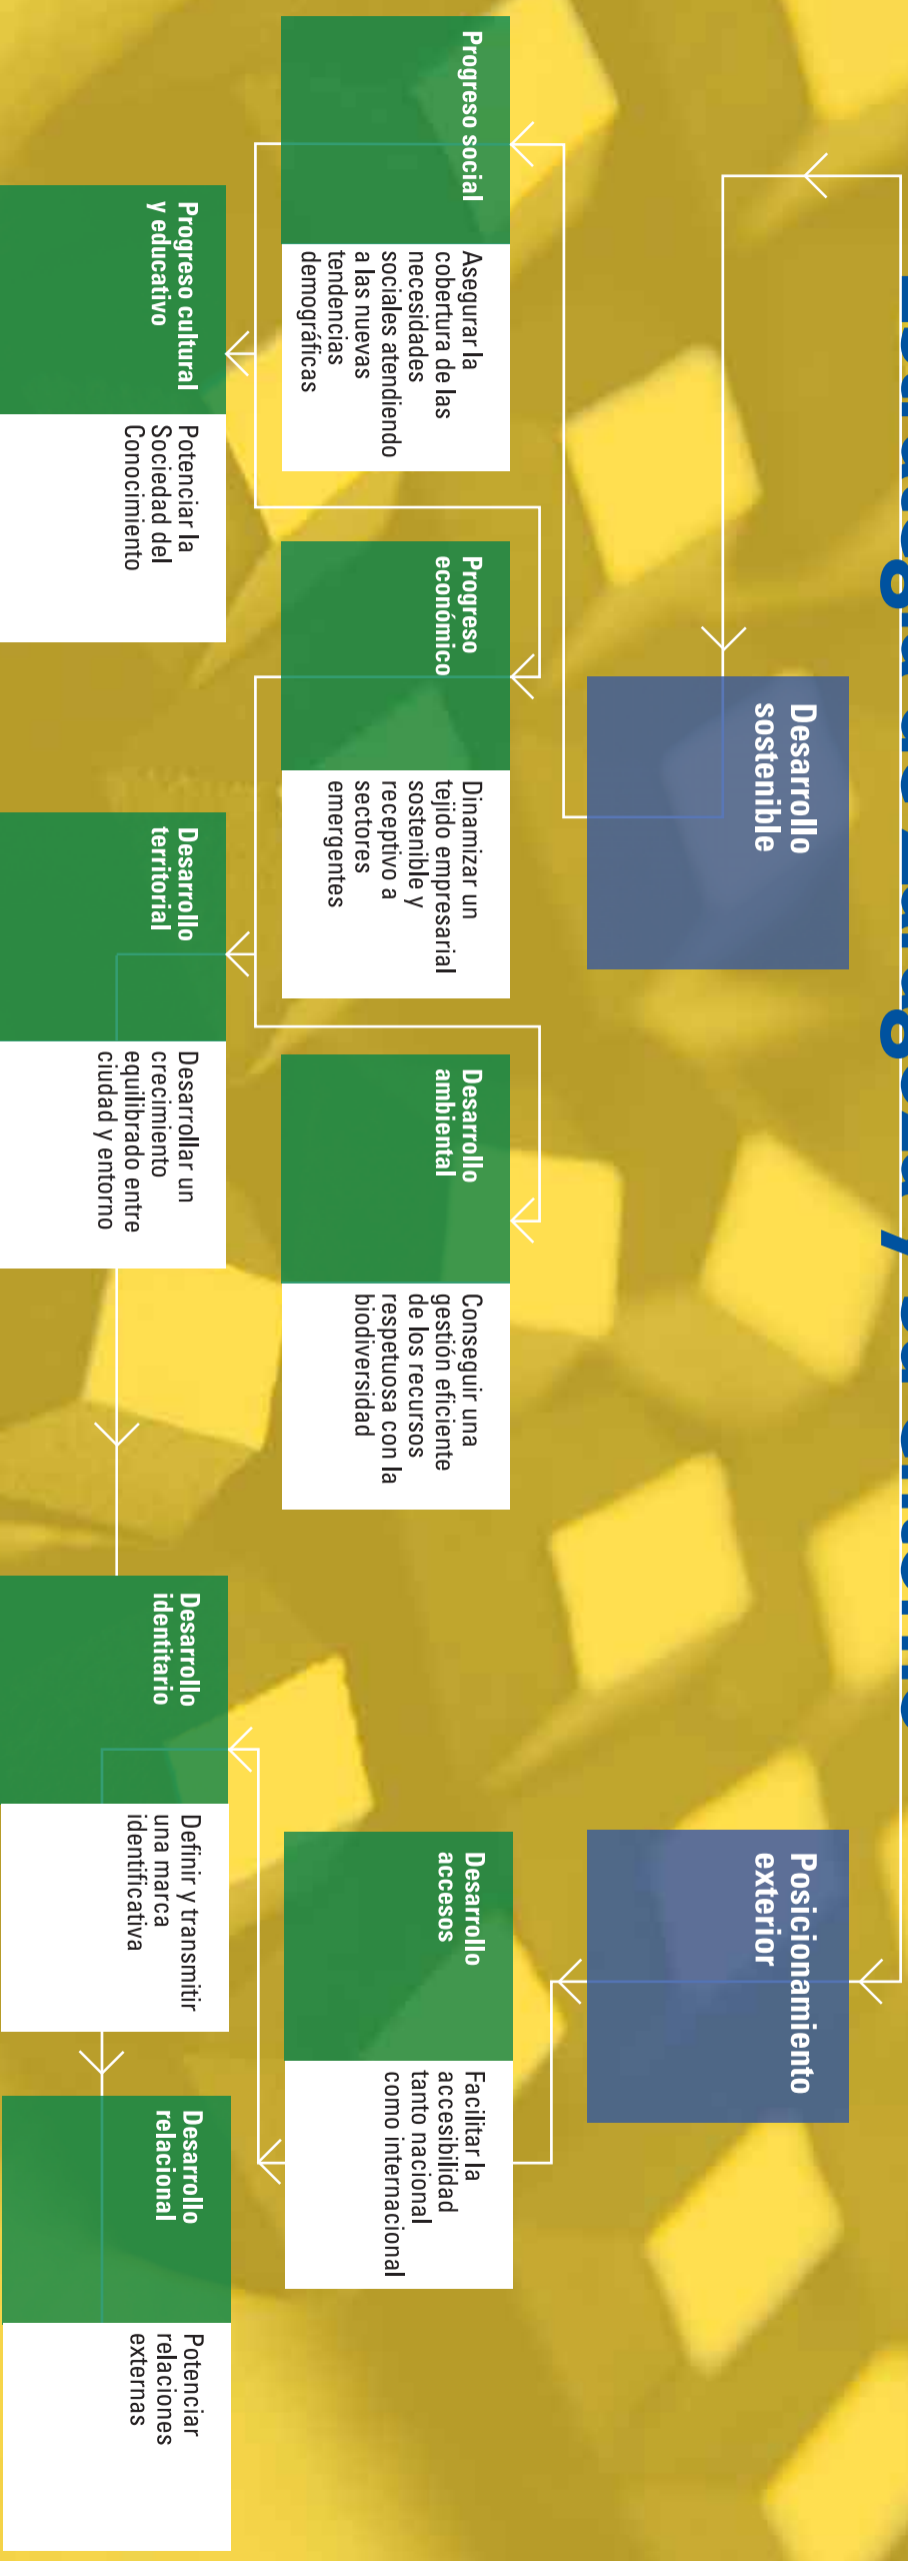 Desarrollo
sostenible
Posicionamiento
exterior
Progreso social
Asegurar la
cobertura de las
necesidades
sociales atendiendo
a las nuevas
tendencias
demográficas
Progreso
económico
Dinamizar un
tejido empresarial
sostenible y
receptivo a
sectores
emergentes
Desarrollo
ambiental
Conseguir una
gestión eficiente
de los recursos
respetuosa con la
biodiversidad
Desarrollo
accesos
Facilitar la
accesibilidad
tanto nacional
como internacional
Progreso cultural
y educativo
Potenciar la
Sociedad del
Conocimiento
Desarrollo
territorial
Desarrollar un
crecimiento
equilibrado entre
ciudad y entorno
Desarrollo
identitario
Definir y transmitir
una marca
identificativa
Desarrollo
relacional
Potenciar
relaciones
externas